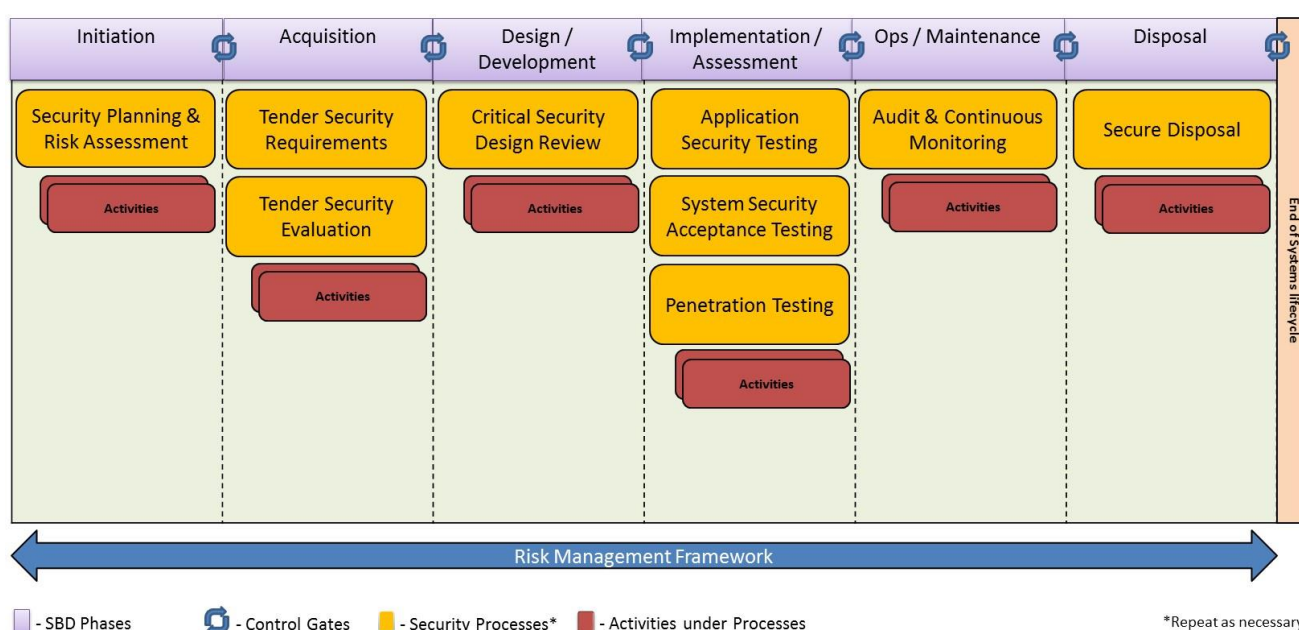 Initiation
Acquisition
Design /
Development
Implementation /
Assessment
Ops / Maintenance
Disposal
Security Planning &
Risk Assessment
Activities
Tender Security
Requirements
Tender Security
Evaluation
Activities
Critical Security
Design Review
Activities
Application
Security Testing
System Security
Acceptance Testing
Penetration Testing
Activities
Audit & Continuous
Monitoring
Activities
Secure Disposal
Activities
End of Systems lifecycle
Risk Management Framework
- SBD Phases
- Control Gates
- Security Processes*
- Activities under Processes
*Repeat as necessary